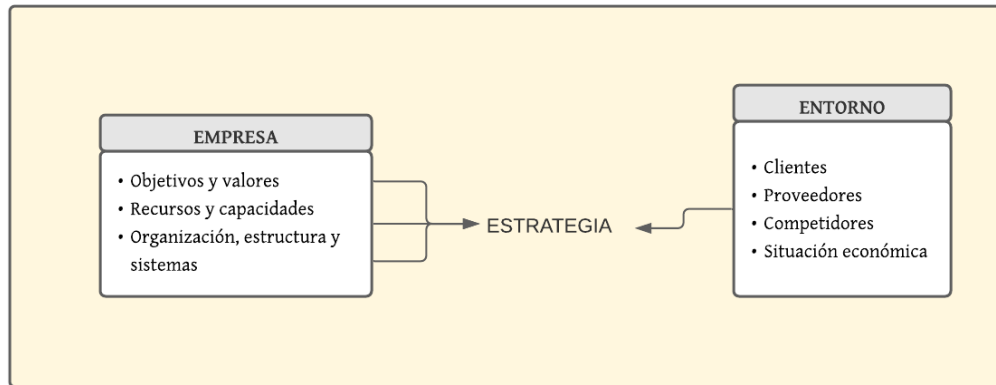 EMPRESA
• Objetivos y valores
• Recursos y capacidades
• Organización, estructura y
sistemas
ESTRATEGIA
ENTORNO
• Clientes
• Proveedores
• Competidores
• Situación económica